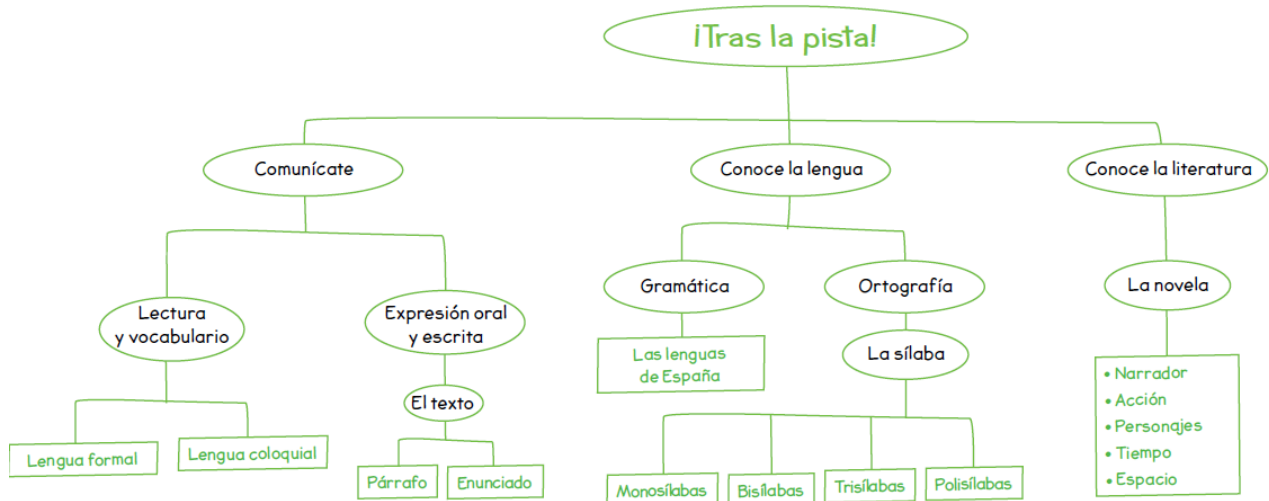 ¡Tras la pista!
Comunícate
Conoce la lengua
Conoce la literatura
Lectura
y vocabulario
Expresión oral
y escrita
Gramática
Ortografía
La novela
Las lenguas
de España
La sílaba
El texto
Lengua formal
Lengua coloquial
Párrafo
Enunciado
Monosílabas
Bisílabas
Trisílabas
Polisílabas
• Narrador
• Acción
• Personajes
• Tiempo
• Espacio